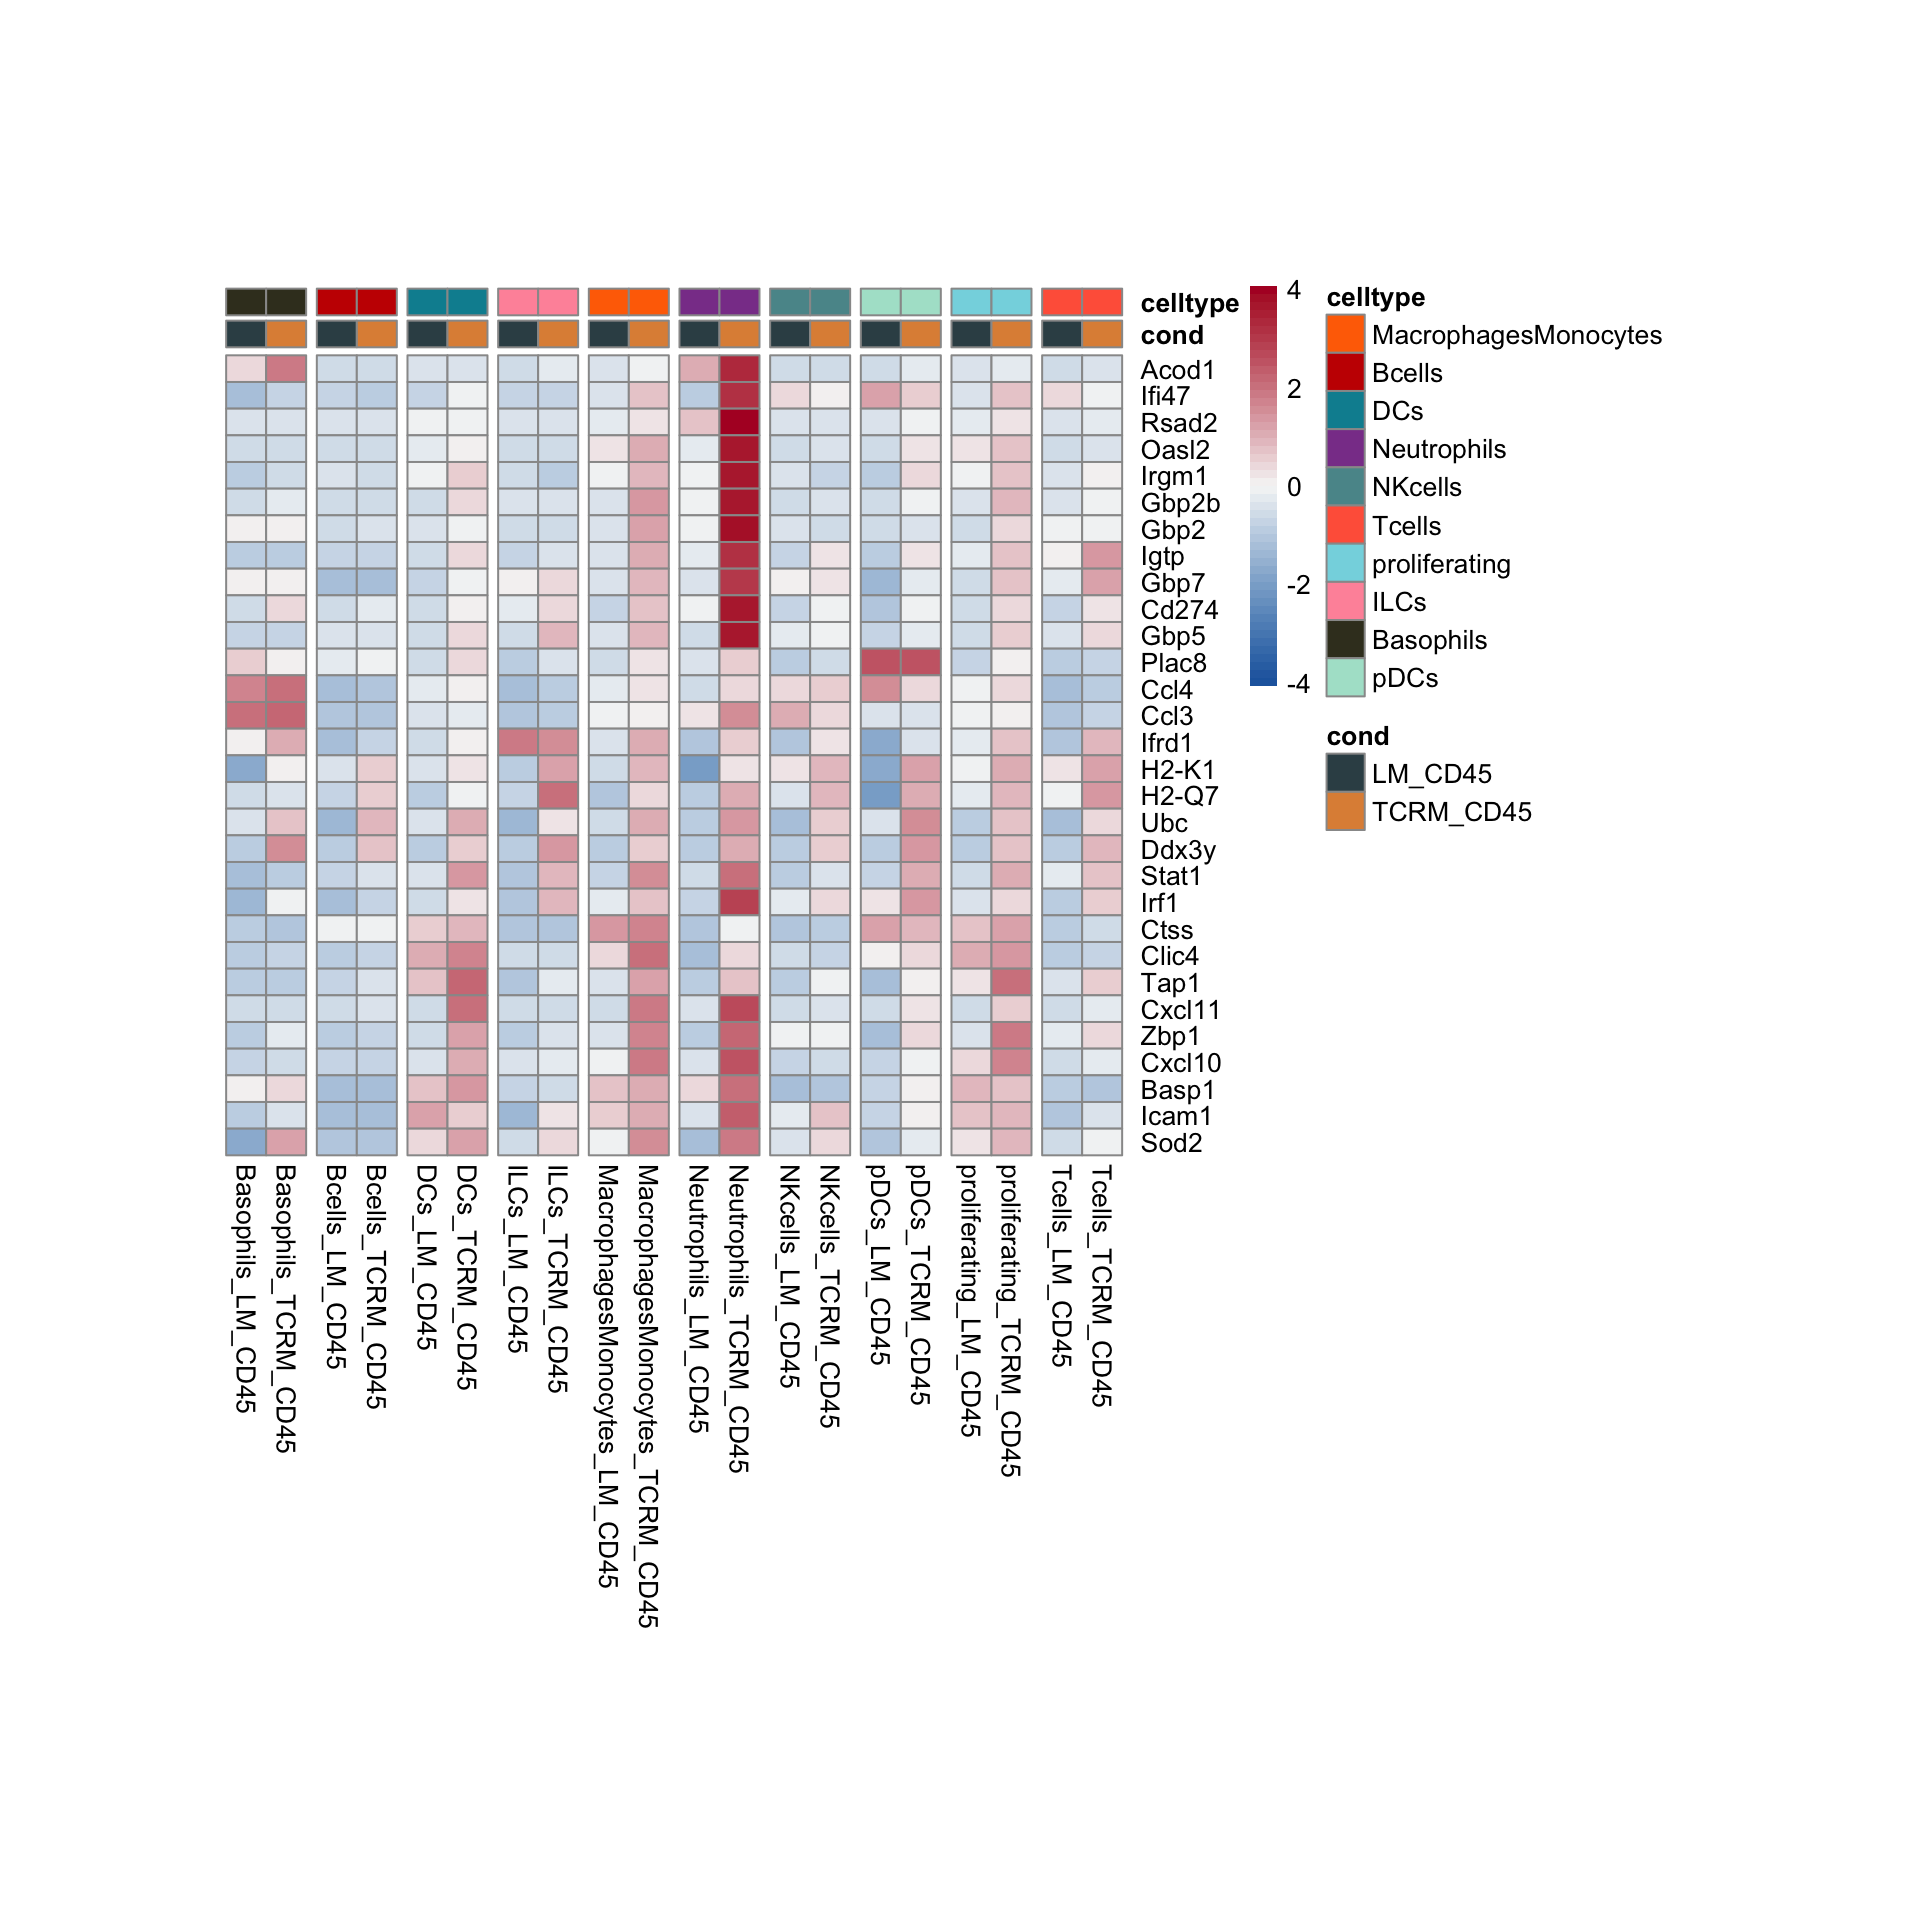 celltype
cond
Acod1
Ifi47
Rsad2
Oasl2
Irgm1
Gbp2b
Gbp2
Igtp
Gbp7
Cd274
Gbp5
Plac8
Ccl4
Ccl3
Ifrd1
H2-K1
H2-Q7
Ubc
Ddx3y
Stat1
Irf1
Ctss
Clic4
Tap1
Cxcl11
Zbp1
Cxcl10
Basp1
Icam1
Sod2
Basophils_LM_CD45
Basophils_TCRM_CD45
Bcells_LM_CD45
Bcells_TCRM_CD45
DCs_LM_CD45
DCs_TCRM_CD45
ILCs_LM_CD45
ILCs_TCRM_CD45
MacrophagesMonocytes_LM_CD45
MacrophagesMonocytes_TCRM_CD45
Neutrophils_LM_CD45
Neutrophils_TCRM_CD45
NKcells_LM_CD45
NKcells_TCRM_CD45
pDCs_LM_CD45
pDCs_TCRM_CD45
proliferating_LM_CD45
proliferating_TCRM_CD45
Tcells_LM_CD45
Tcells_TCRM_CD45
4
2
0
-2
-4
celltype
MacrophagesMonocytes
Bcells
DCs
Neutrophils
NKcells
Tcells
proliferating
ILCs
Basophils
pDCs
cond
LM_CD45
TCRM_CD45